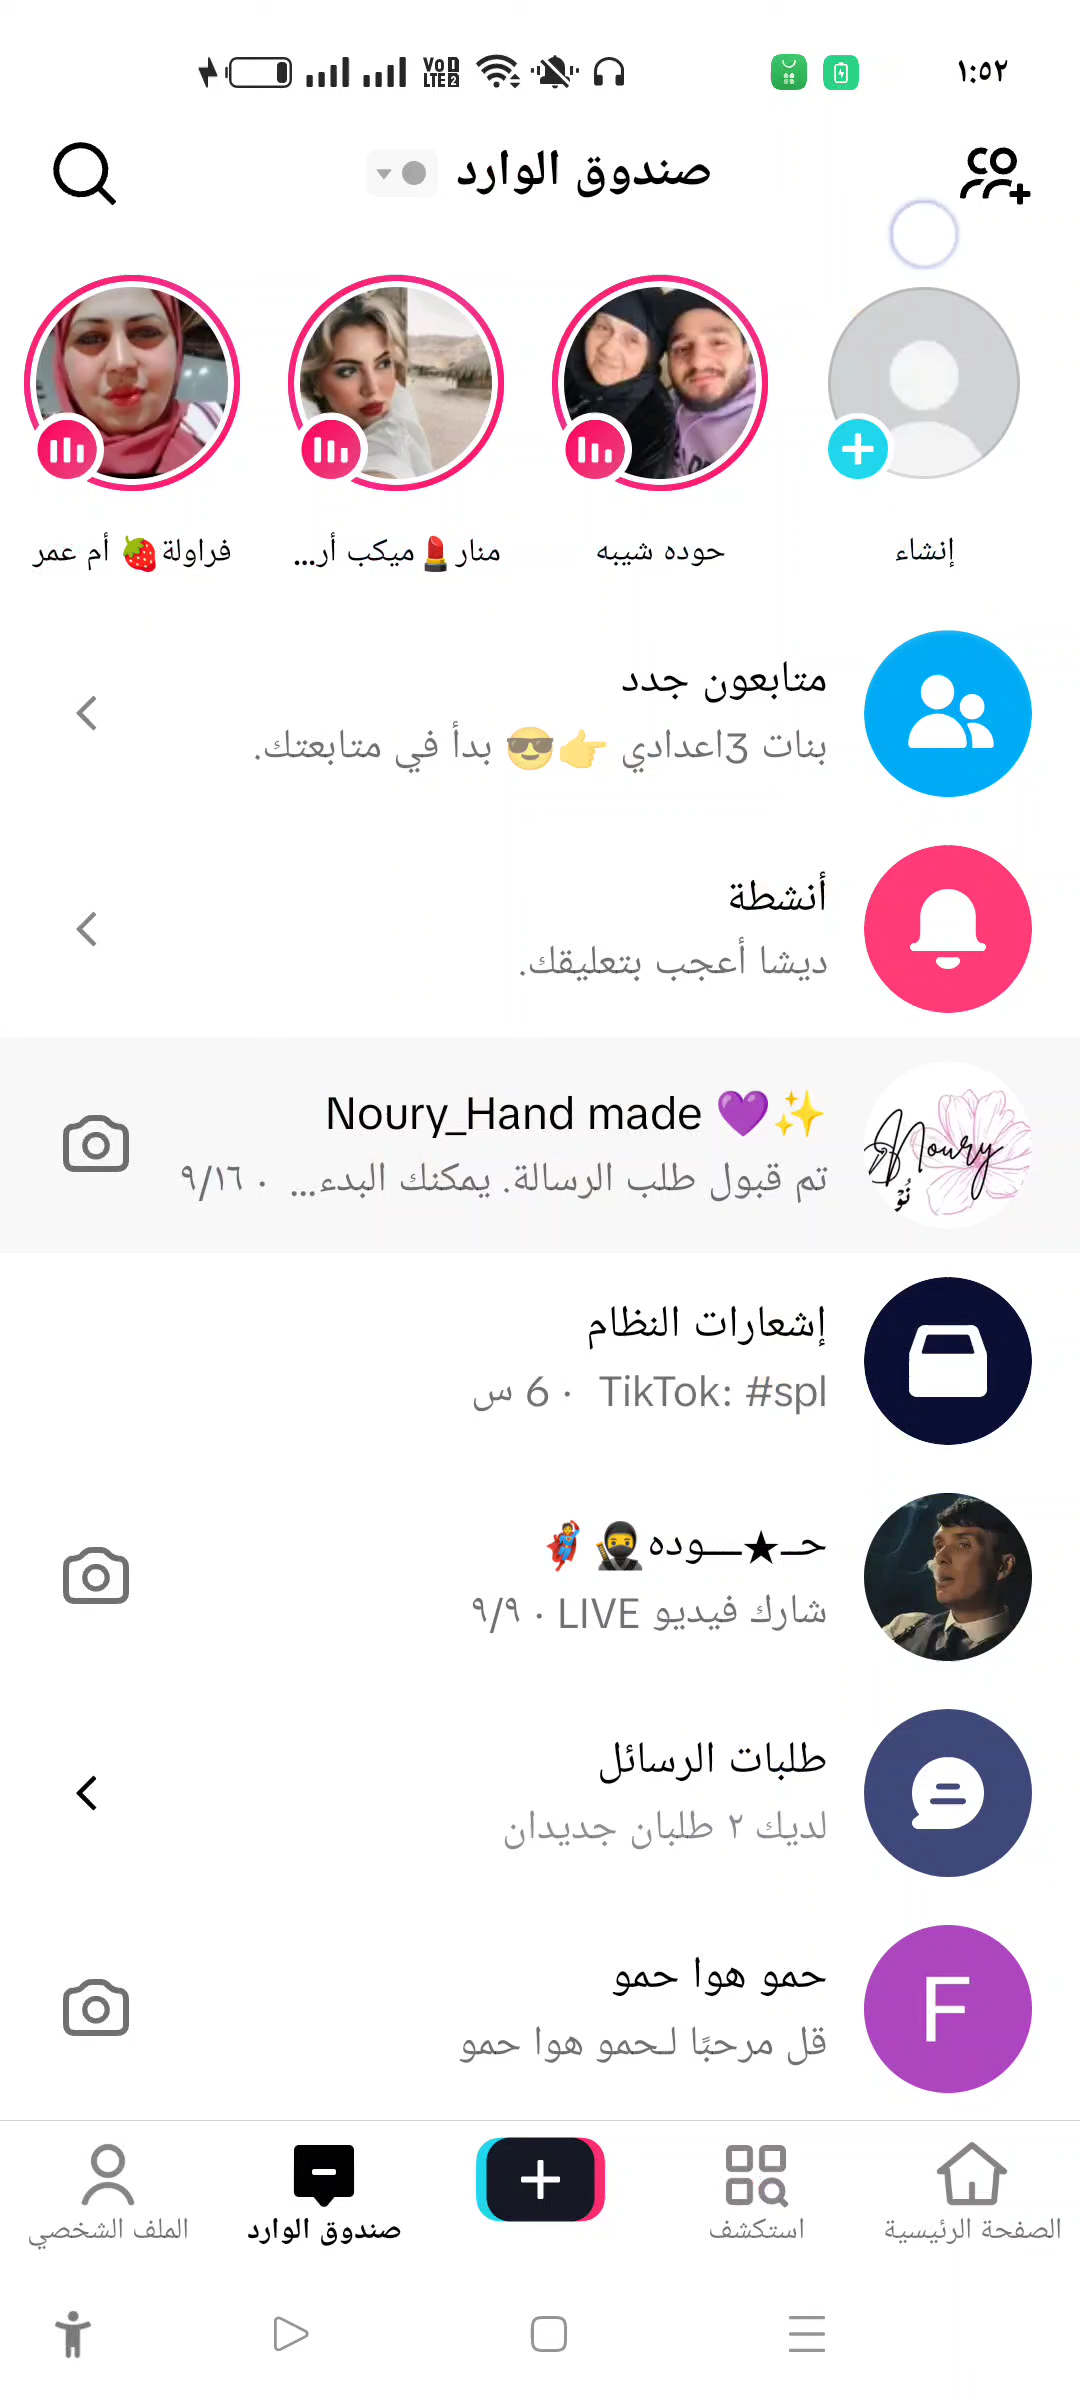 ١:٥٢
VoD LTE2
صندوق الوارد
إنشاء
حوده شيبه
منار💄ميكب أر...
فراولة🍓 أم عمر
متابعون جدد
بنات 3اعدادي 👉😎 بدأ في متابعتك.
أنشطة
ديشا أعجب بتعليقك.
Noury_Hand made 💜✨
تم قبول طلب الرسالة. يمكنك البدء... · ٩/١٦
Noury
نُوْ
إشعارات النظام
TikTok: #spl · 6 س
حـ★ـــوده🥷🦸
شارك فيديو LIVE · ٩/٩
طلبات الرسائل
لديك ٢ طلبان جديدان
حمو هوا حمو
قل مرحبًا لـحمو هوا حمو
F
الصفحة الرئيسية
استكشف
صندوق الوارد
الملف الشخصي